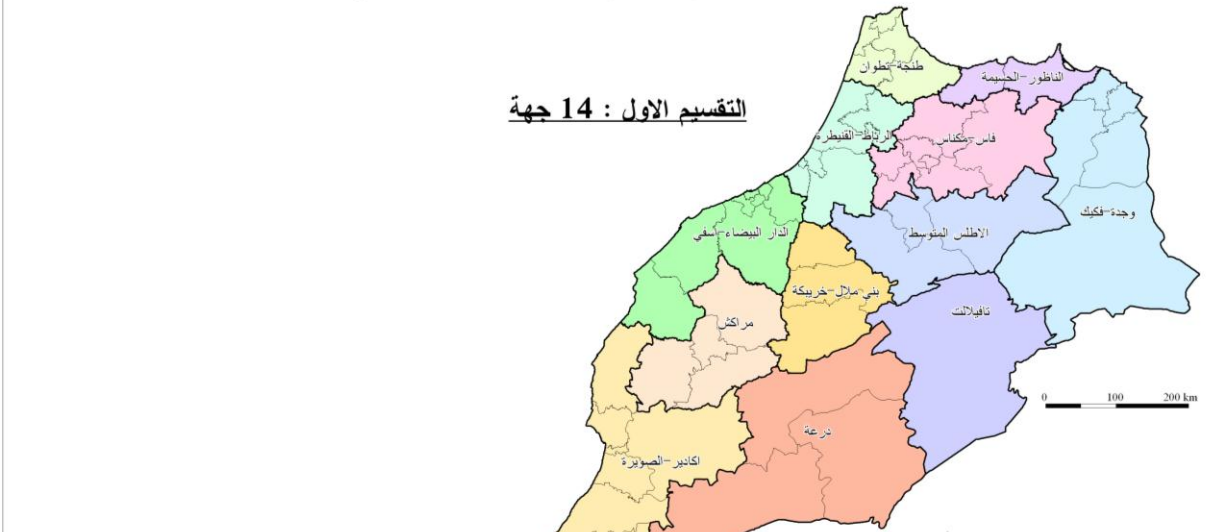 طنجة-تطوان
الناظور-الحسيمة
التقسيم الاول : 14 جهة
الرباط-القنيطرة
فاس-مكناس
وجدة-فكيك
الدار البيضاء-اسفي
الاطلس المتوسط
بني ملال-خريبكة
تافيلالت
مراكش
0 100 200 km
درعة
اكادير-الصويرة